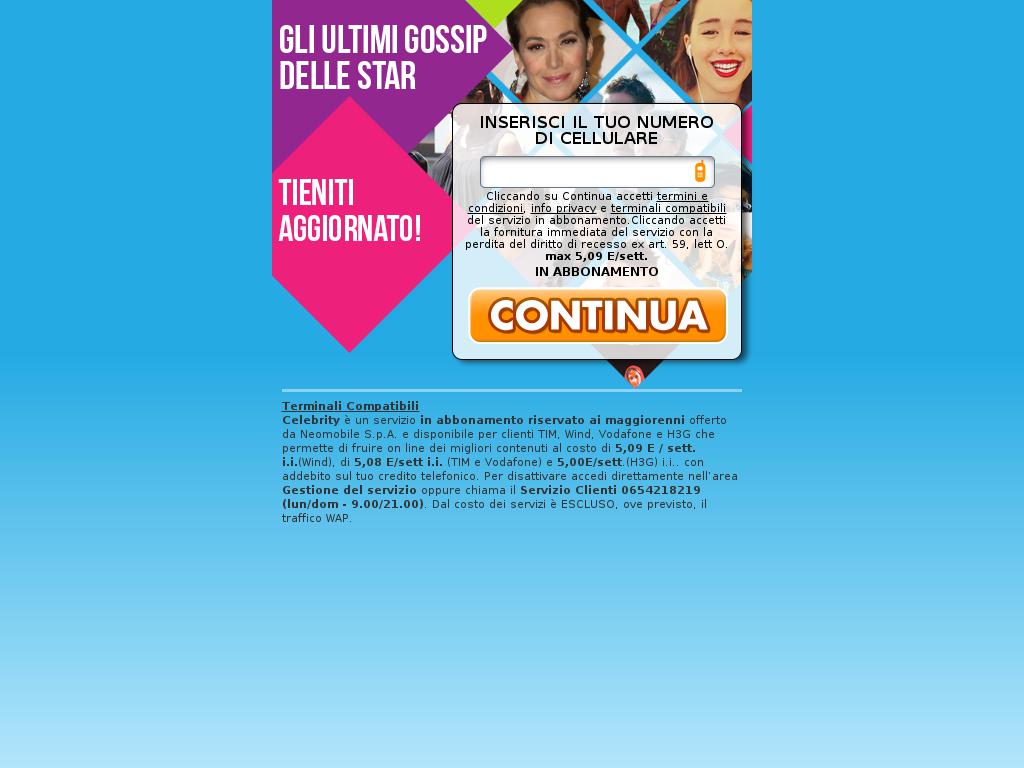 GLI ULTIMI GOSSIP
DELLE STAR
TIENITI
AGGIORNATO!
INSERISCI IL TUO NUMERO
DI CELLULARE
Cliccando su Continua accetti termini e
condizioni, info privacy e terminali compatibili
del servizio in abbonamento.Cliccando accetti
la fornitura immediata del servizio con la
perdita del diritto di recesso ex art. 59, lett O.
max 5,09 E/sett.
IN ABBONAMENTO
CONTINUA
Terminali Compatibili
Celebrity è un servizio in abbonamento riservato ai maggiorenni offerto
da Neomobile S.p.A. e disponibile per clienti TIM, Wind, Vodafone e H3G che
permette di fruire on line dei migliori contenuti al costo di 5,09 E / sett.
i.i.(Wind), di 5,08 E/sett i.i. (TIM e Vodafone) e 5,00E/sett.(H3G) i.i.. con
addebito sul tuo credito telefonico. Per disattivare accedi direttamente nell'area
Gestione del servizio oppure chiama il Servizio Clienti 0654218219
(lun/dom - 9.00/21.00). Dal costo dei servizi è ESCLUSO, ove previsto, il
traffico WAP.